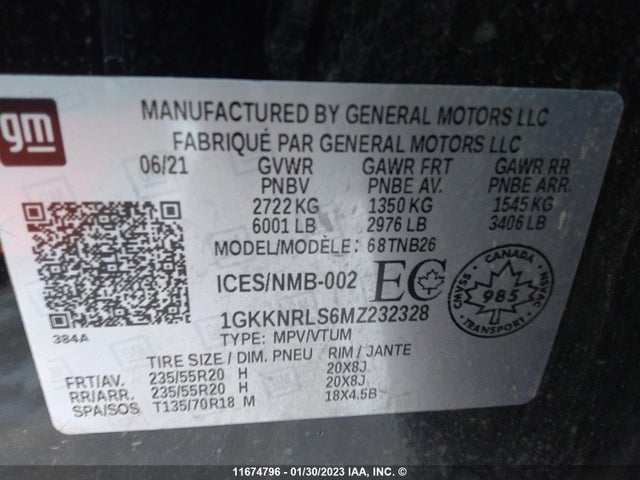 gm
MANUFACTURED BY GENERAL MOTORS LLC
FABRIQUÉ PAR GENERAL MOTORS LLC
06/21 GVWR GAWR FRT GAWR RR
PNBV PNBE AV. PNBE ARR.
2722 KG 1350 KG 1545 KG
6001 LB 2976 LB 3406 LB
MODEL/MODÈLE: 68TNB26
ICES/NMB-002 EC
CANADA
CMVSS 985 NSVAC
TRANSPORT
1GKKNRLS6MZ232328
384A TYPE: MPV/VTUM
TIRE SIZE / DIM. PNEU RIM / JANTE
FRT/AV. 235/55R20 H 20X8J
RR/ARR. 235/55R20 H 20X8J
SPA/SOS T135/70R18 M 18X4.5B
11674796 - 01/30/2023 IAA, INC. ©